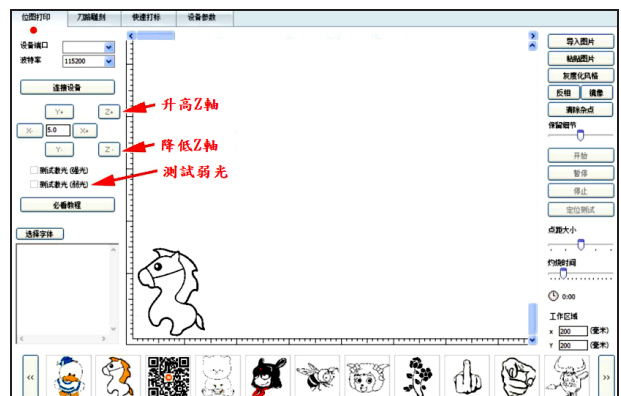 位图打印 刀路雕刻 快速打标 设备参数
设备端口
波特率 115200
连接设备
Y+ Z+
X- 5.0 X+
Y- Z-
测试激光 (强光)
测试激光 (弱光)
必看教程
选择字体
升高Z軸
降低Z軸
測試弱光
导入图片
粘贴图片
灰度化风格
反相 镜像
清除杂点
保留细节
开始
暂停
停止
定位测试
点距大小
灼烧时间
0:00
工作区域
x 200 (毫米)
Y 200 (毫米)
<< >>